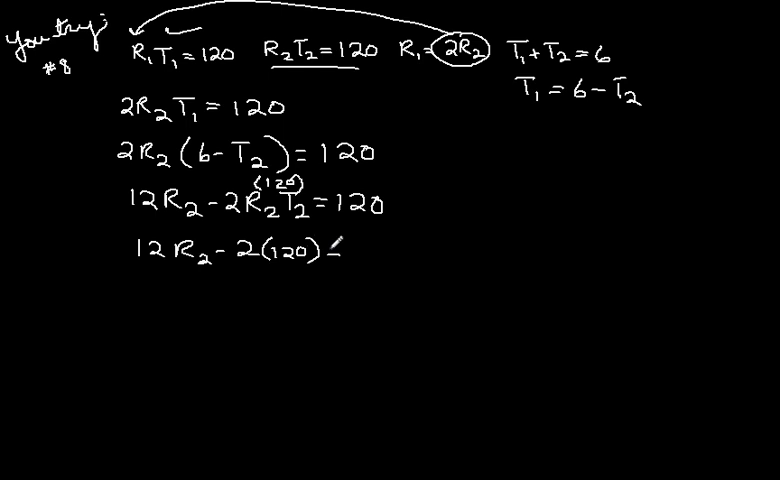 You try: R₁T₁ = 120 R₂T₂ = 120 R₁ = 2R₂ T₁ + T₂ = 6
#8 T₁ = 6 - T₂
2R₂T₁ = 120
2R₂(6 - T₂) = 120
(120)
12R₂ - 2R₂T₂ = 120
12R₂ - 2(120) =